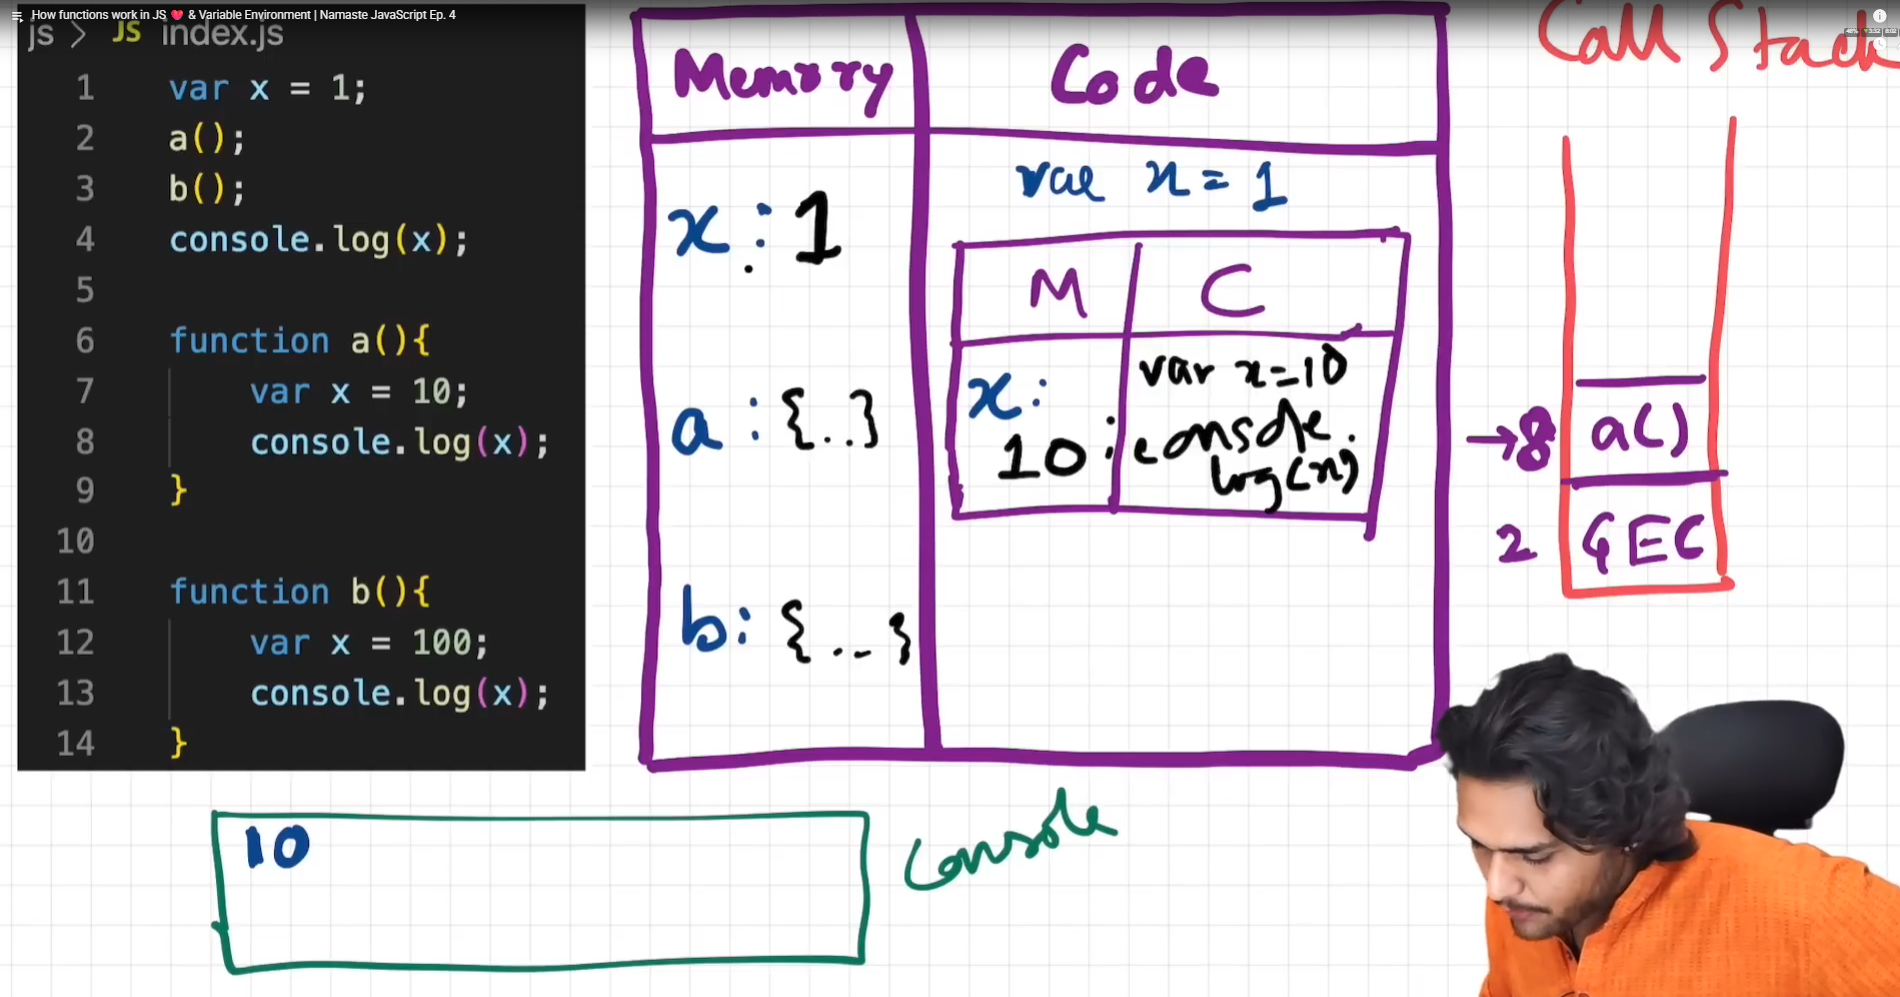 How functions work in JS ❤️ & Variable Environment | Namaste JavaScript Ep. 4
js > JS index.js
1 var x = 1;
2 a();
3 b();
4 console.log(x);
5
6 function a(){
7 var x = 10;
8 console.log(x);
9 }
10
11 function b(){
12 var x = 100;
13 console.log(x);
14 }
Memory Code
x : 1
a : {..}
b : {..}
var x = 1
M C
x :
10
var x = 10
console.
log(x);
Call Stack
→8 a()
2 GEC
10
Console